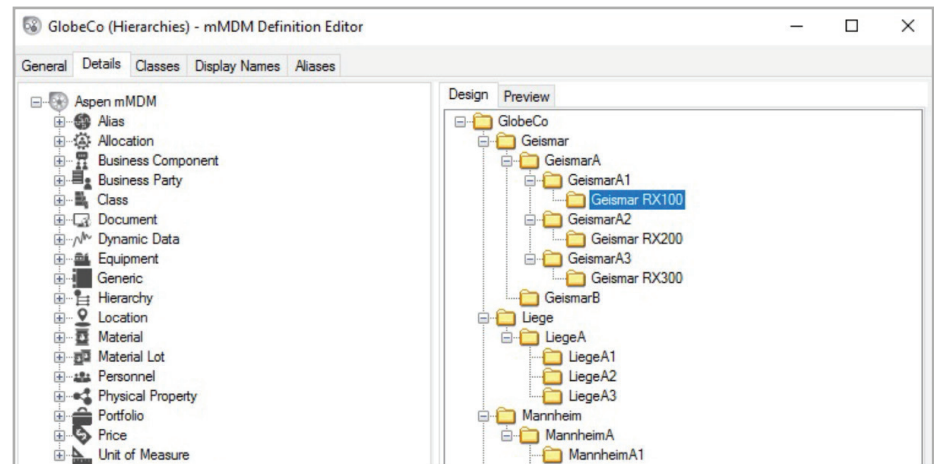 GlobeCo (Hierarchies) - mMDM Definition Editor
General Details Classes Display Names Aliases
Aspen mMDM
Alias
Allocation
Business Component
Business Party
Class
Document
Dynamic Data
Equipment
Generic
Hierarchy
Location
Material
Material Lot
Personnel
Physical Property
Portfolio
Price
Unit of Measure
Design Preview
GlobeCo
Geismar
GeismarA
GeismarA1
Geismar RX100
GeismarA2
Geismar RX200
GeismarA3
Geismar RX300
GeismarB
Liege
LiegeA
LiegeA1
LiegeA2
LiegeA3
Mannheim
MannheimA
MannheimA1